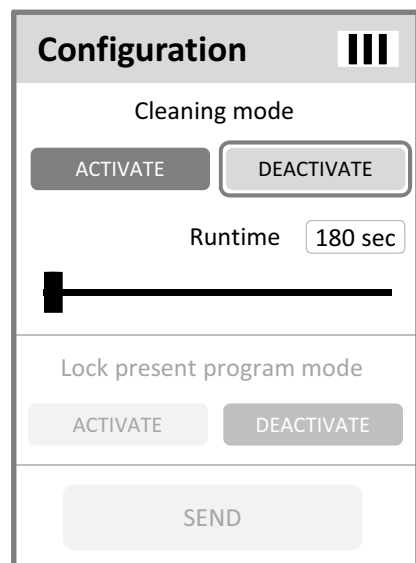 Configuration
Cleaning mode
ACTIVATE DEACTIVATE
Runtime 180 sec
Lock present program mode
ACTIVATE DEACTIVATE
SEND